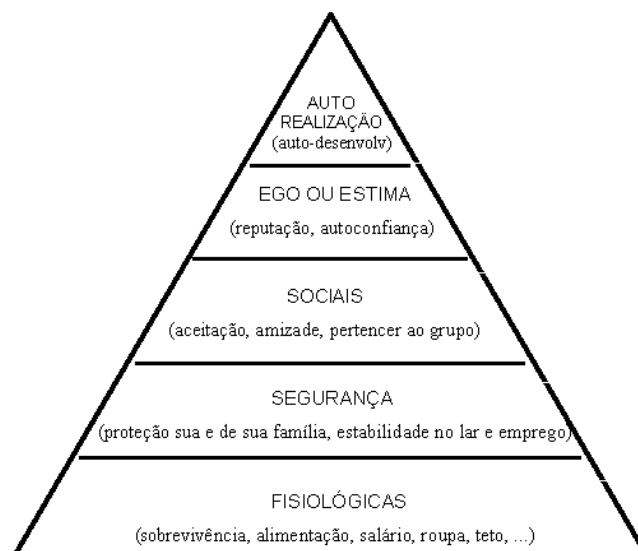 AUTO
REALIZAÇÃO
(auto-desenvolv)
EGO OU ESTIMA
(reputação, autoconfiança)
SOCIAIS
(aceitação, amizade, pertencer ao grupo)
SEGURANÇA
(proteção sua e de sua família, estabilidade no lar e emprego)
FISIOLÓGICAS
(sobrevivência, alimentação, salário, roupa, teto, ...)